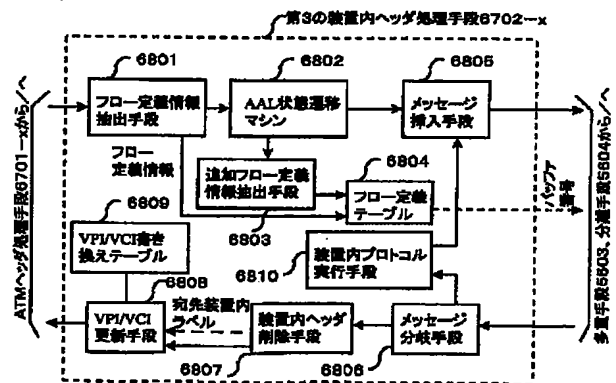 第3の装置内ヘッダ処理手段6702-x
6801
6802
6805
フロー定義情報
抽出手段
AAL状態遷移
マシン
メッセージ
挿入手段
フロー
定義情報
追加フロー定義
情報抽出手段
6803
6804
フロー定義
テーブル
バッファ
番号
6809
VPI/VCI書き
換えテーブル
6810
装置内プロトコル
実行手段
6808
VPI/VCI
更新手段
宛先装置内
ラベル
装置内ヘッダ
削除手段
6807
メッセージ
分岐手段
6806
ATMヘッダ処理手段6701-xから/へ
多重手段5603、分離手段5604から/へ